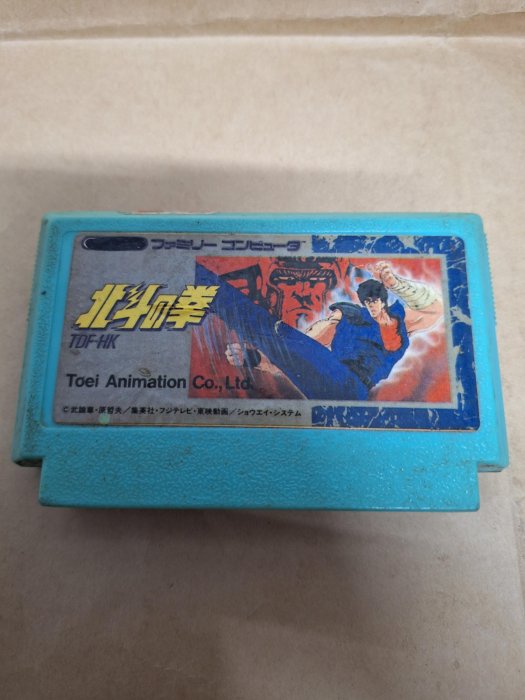 ファミリー コンピュータ™
北斗の拳
TDF-HK
Toei Animation Co., Ltd.
©武論尊・原哲夫／集英社・フジテレビ・東映動画／ショウエイ・システム